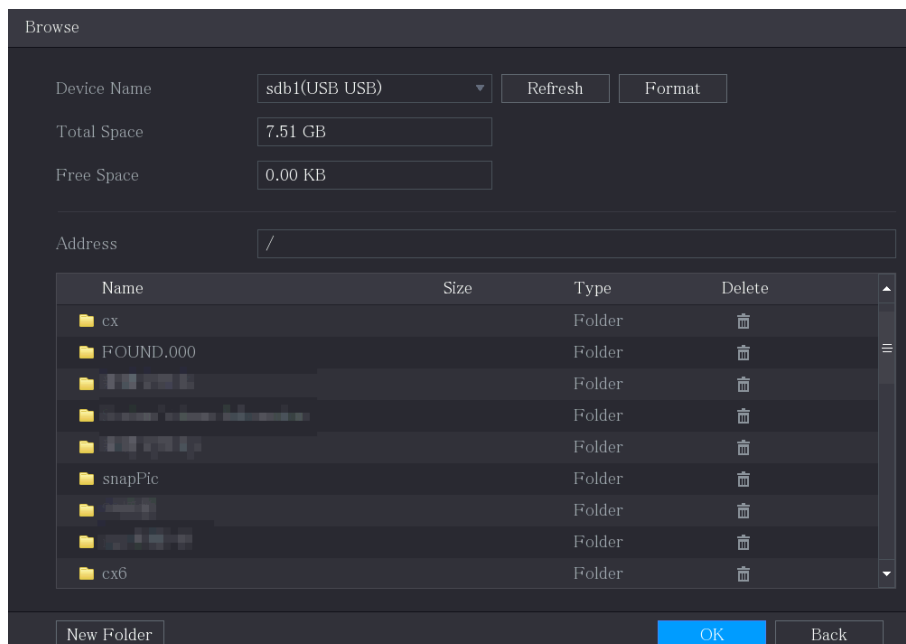 Browse
Device Name sdb1(USB USB) Refresh Format
Total Space 7.51 GB
Free Space 0.00 KB
Address /
Name Size Type Delete
cx Folder
FOUND.000 Folder
Folder
Folder
Folder
snapPic Folder
Folder
Folder
cx6 Folder
New Folder OK Back